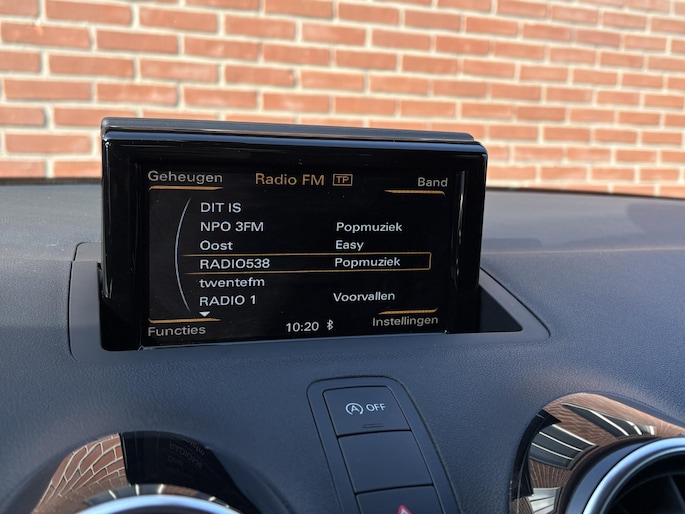 Geheugen Radio FM TP Band
DIT IS
NPO 3FM Popmuziek
Oost Easy
RADIO538 Popmuziek
twentefm
RADIO 1 Voorvallen
Functies 10:20 Instellingen
A OFF